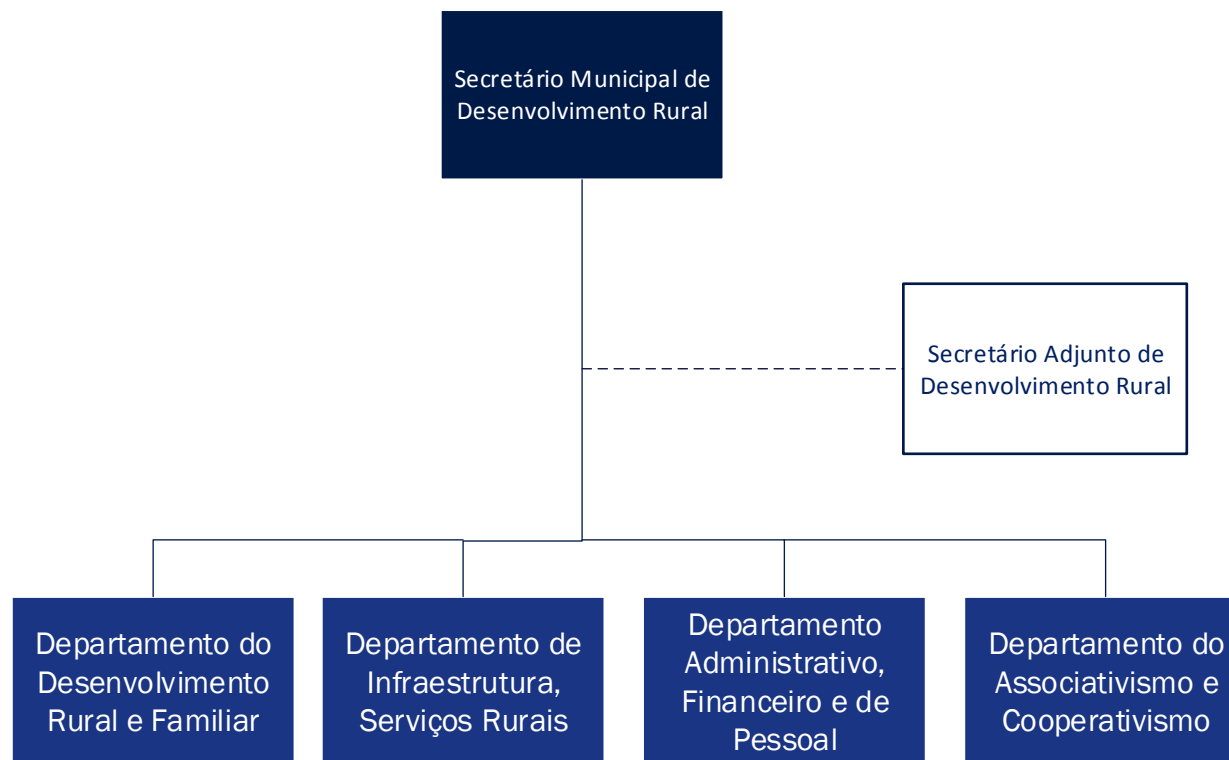 Secretário Municipal de
Desenvolvimento Rural
Secretário Adjunto de
Desenvolvimento Rural
Departamento do
Desenvolvimento
Rural e Familiar
Departamento de
Infraestrutura,
Serviços Rurais
Departamento
Administrativo,
Financeiro e de
Pessoal
Departamento do
Associativismo e
Cooperativismo